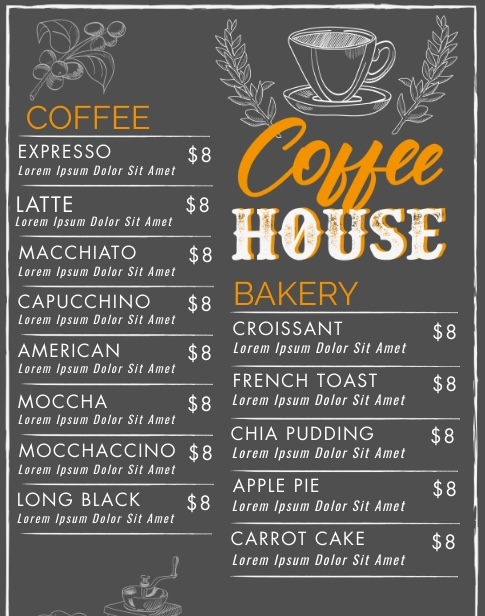 COFFEE
EXPRESSO $8
Lorem Ipsum Dolor Sit Amet
LATTE $8
Lorem Ipsum Dolor Sit Amet
MACCHIATO $8
Lorem Ipsum Dolor Sit Amet
CAPUCCHINO $8
Lorem Ipsum Dolor Sit Amet
AMERICAN $8
Lorem Ipsum Dolor Sit Amet
MOCCHA $8
Lorem Ipsum Dolor Sit Amet
MOCCHACCINO $8
Lorem Ipsum Dolor Sit Amet
LONG BLACK $8
Lorem Ipsum Dolor Sit Amet
Coffee
HOUSE
BAKERY
CROISSANT $8
Lorem Ipsum Dolor Sit Amet
FRENCH TOAST $8
Lorem Ipsum Dolor Sit Amet
CHIA PUDDING $8
Lorem Ipsum Dolor Sit Amet
APPLE PIE $8
Lorem Ipsum Dolor Sit Amet
CARROT CAKE $8
Lorem Ipsum Dolor Sit Amet